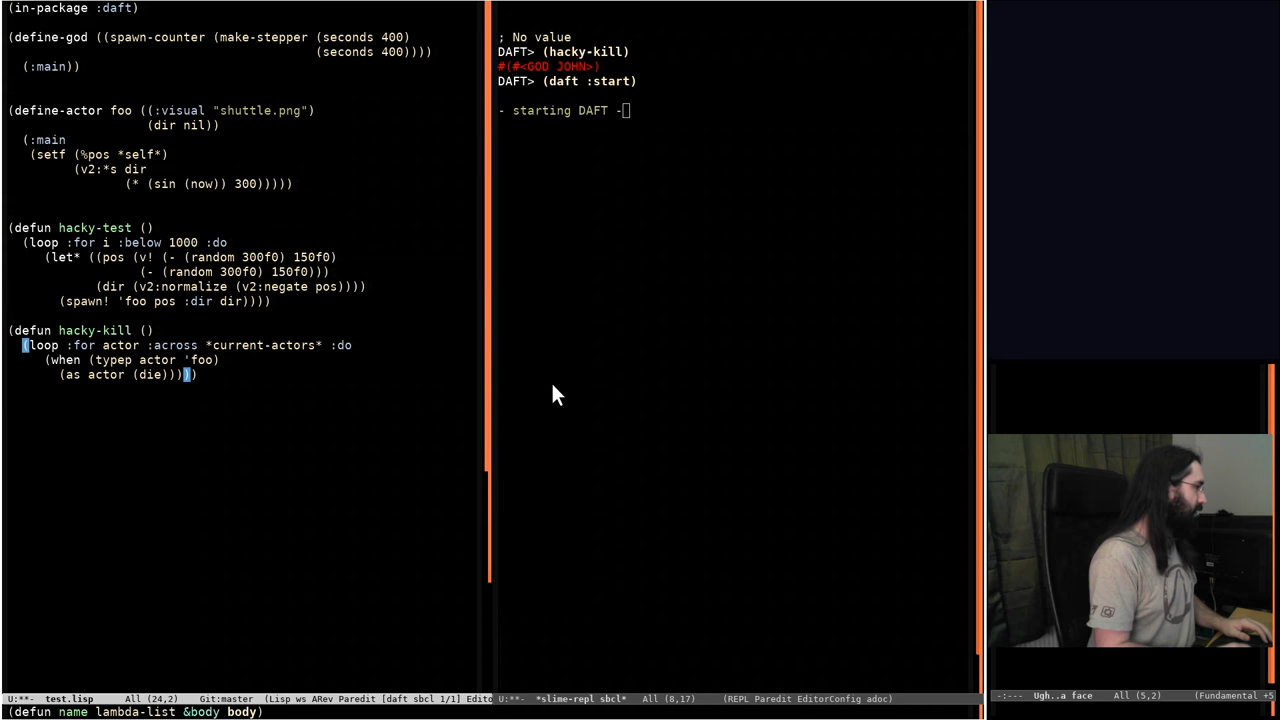 (in-package :daft)
(define-god ((spawn-counter (make-stepper (seconds 400)
(seconds 400))))
(:main))
(define-actor foo ((:visual "shuttle.png")
(dir nil))
(:main
(setf (%pos *self*)
(v2:*s dir
(* (sin (now)) 300)))))
(defun hacky-test ()
(loop :for i :below 1000 :do
(let* ((pos (v! (- (random 300f0) 150f0)
(- (random 300f0) 150f0)))
(dir (v2:normalize (v2:negate pos))))
(spawn! 'foo pos :dir dir))))
(defun hacky-kill ()
(loop :for actor :across *current-actors* :do
(when (typep actor 'foo)
(as actor (die)))))
U:**- test.lisp All (24,2) Git:master (Lisp ws ARev Paredit [daft sbcl 1/1] Edito
(defun name lambda-list &body body)
; No value
DAFT> (hacky-kill)
#(#<GOD JOHN>)
DAFT> (daft :start)
- starting DAFT -
U:**- *slime-repl sbcl* All (8,17) (REPL Paredit EditorConfig adoc)
-:--- Ugh..a face All (5,2) (Fundamental +5